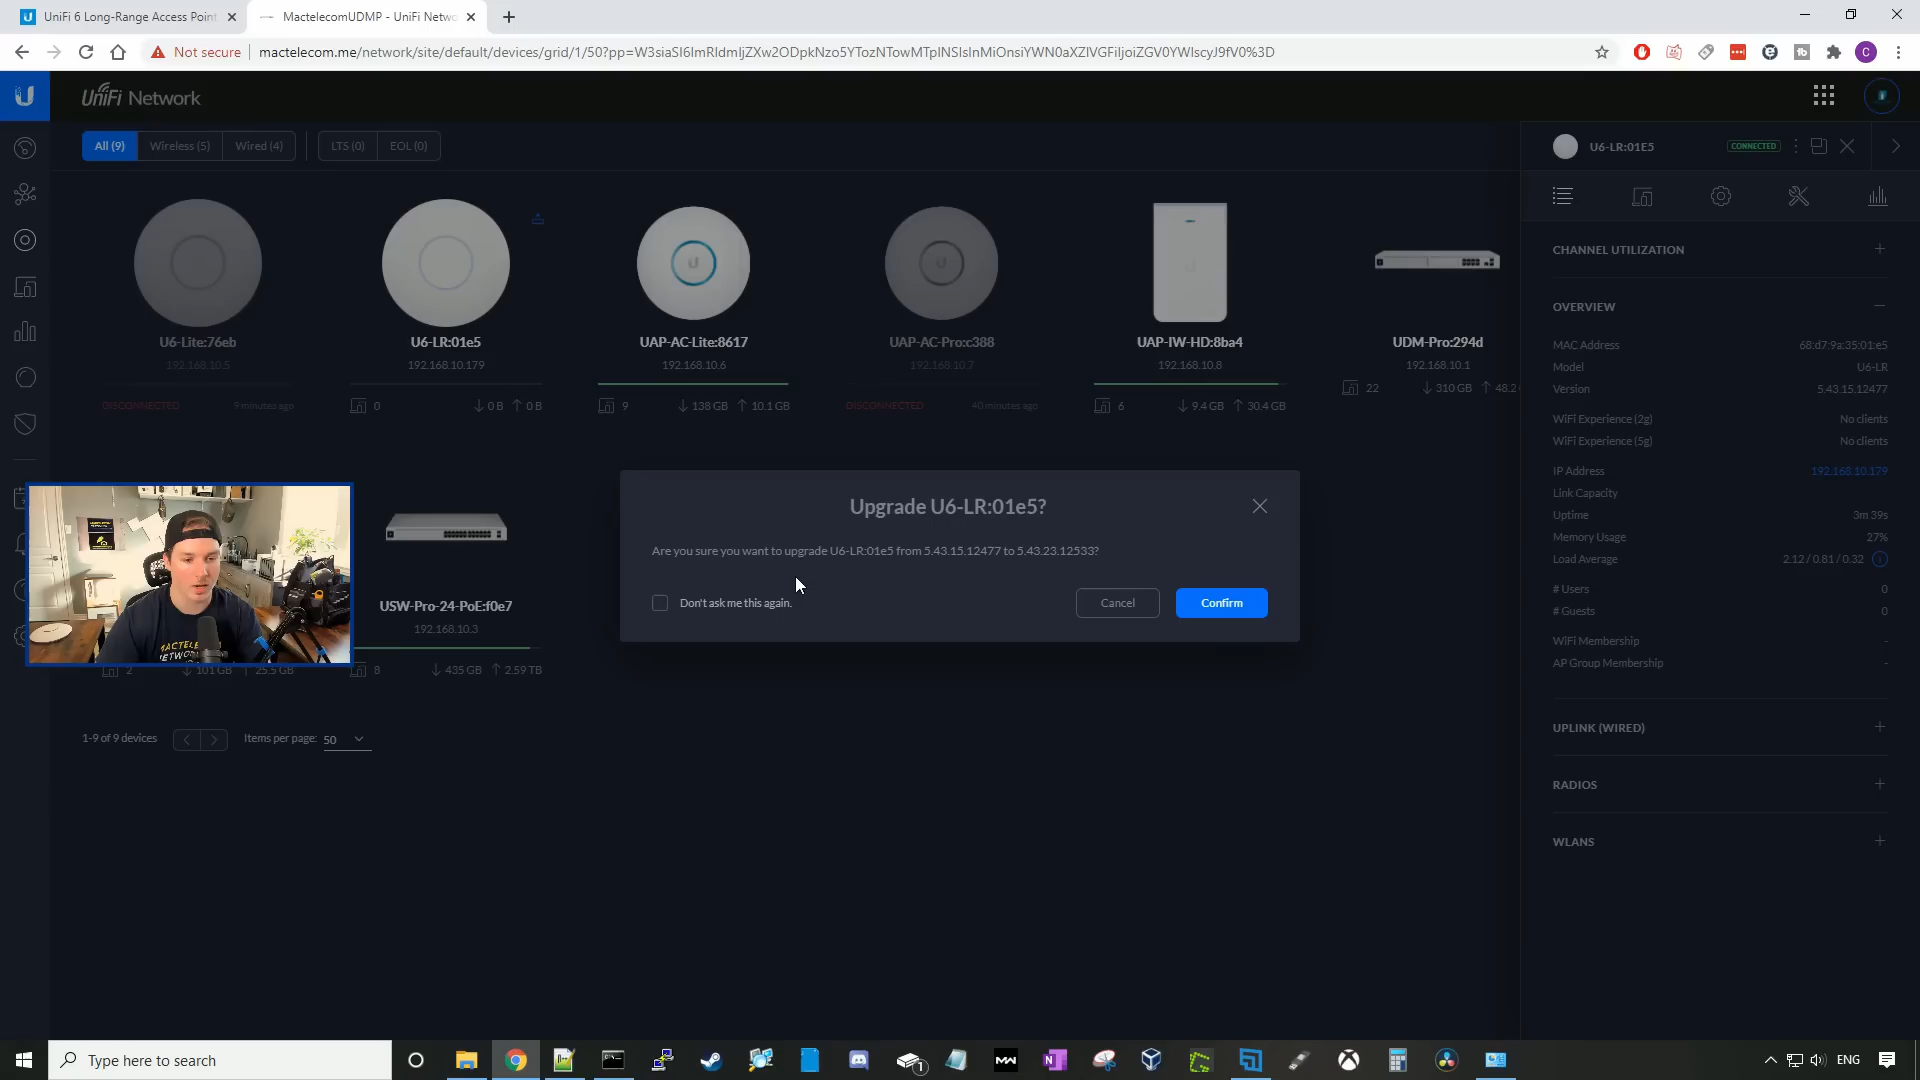 UniFi 6 Long-Range Access Point
MactelecomUDMP - UniFi Netwo
Not secure
mactelecom.me/network/site/default/devices/grid/1/50?pp=W3siaSI6ImRldmljZXw2ODpkNzo5YTozNTowMTplNSIsInMiOnsiYWN0aXZlVGFiIjoiZGV0YWlscyJ9fV0%3D
UniFi Network
All (9)
Wireless (5)
Wired (4)
LTS (0)
EOL (0)
U6-LR:01E5
CONNECTED
U6-Lite:76eb
192.168.10.5
DISCONNECTED
9 minutes ago
U6-LR:01e5
192.168.10.179
0
0 B
0 B
UAP-AC-Lite:8617
192.168.10.6
9
138 GB
10.1 GB
UAP-AC-Pro:c388
192.168.10.7
DISCONNECTED
40 minutes ago
UAP-IW-HD:8ba4
192.168.10.8
6
9.4 GB
30.4 GB
UDM-Pro:294d
192.168.10.1
22
310 GB
48.2
CHANNEL UTILIZATION
OVERVIEW
MAC Address
68:d7:9a:35:01:e5
Model
U6-LR
Version
5.43.15.12477
WiFi Experience (2g)
No clients
WiFi Experience (5g)
No clients
IP Address
192.168.10.179
Link Capacity
Uptime
3m 39s
Memory Usage
27%
Load Average
2.12 / 0.81 / 0.32
# Users
0
# Guests
0
WiFi Membership
-
AP Group Membership
-
UPLINK (WIRED)
RADIOS
WLANS
Upgrade U6-LR:01e5?
Are you sure you want to upgrade U6-LR:01e5 from 5.43.15.12477 to 5.43.23.12533?
Don't ask me this again.
Cancel
Confirm
USW-Pro-24-PoE:f0e7
192.168.10.3
2
101 GB
25.5 GB
8
435 GB
2.59 TB
1-9 of 9 devices
Items per page:
50
Type here to search
ENG